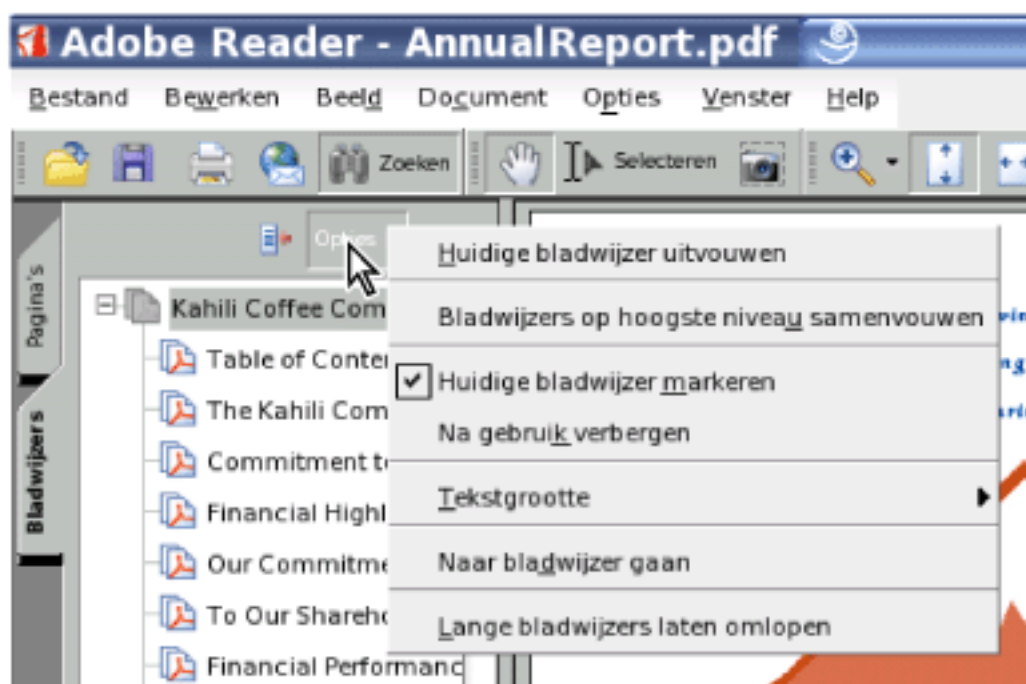 Adobe Reader - AnnualReport.pdf
Bestand Bewerken Beeld Document Opties Venster Help
Zoeken Selecteren
Opties
Pagina's
Bladwijzers
Kahili Coffee Com
Table of Conte
The Kahili Com
Commitment t
Financial Highl
Our Commitme
To Our Shareho
Financial Performanc
Huidige bladwijzer uitvouwen
Bladwijzers op hoogste niveau samenvouwen
Huidige bladwijzer markeren
Na gebruik verbergen
Tekstgrootte
Naar bladwijzer gaan
Lange bladwijzers laten omlopen